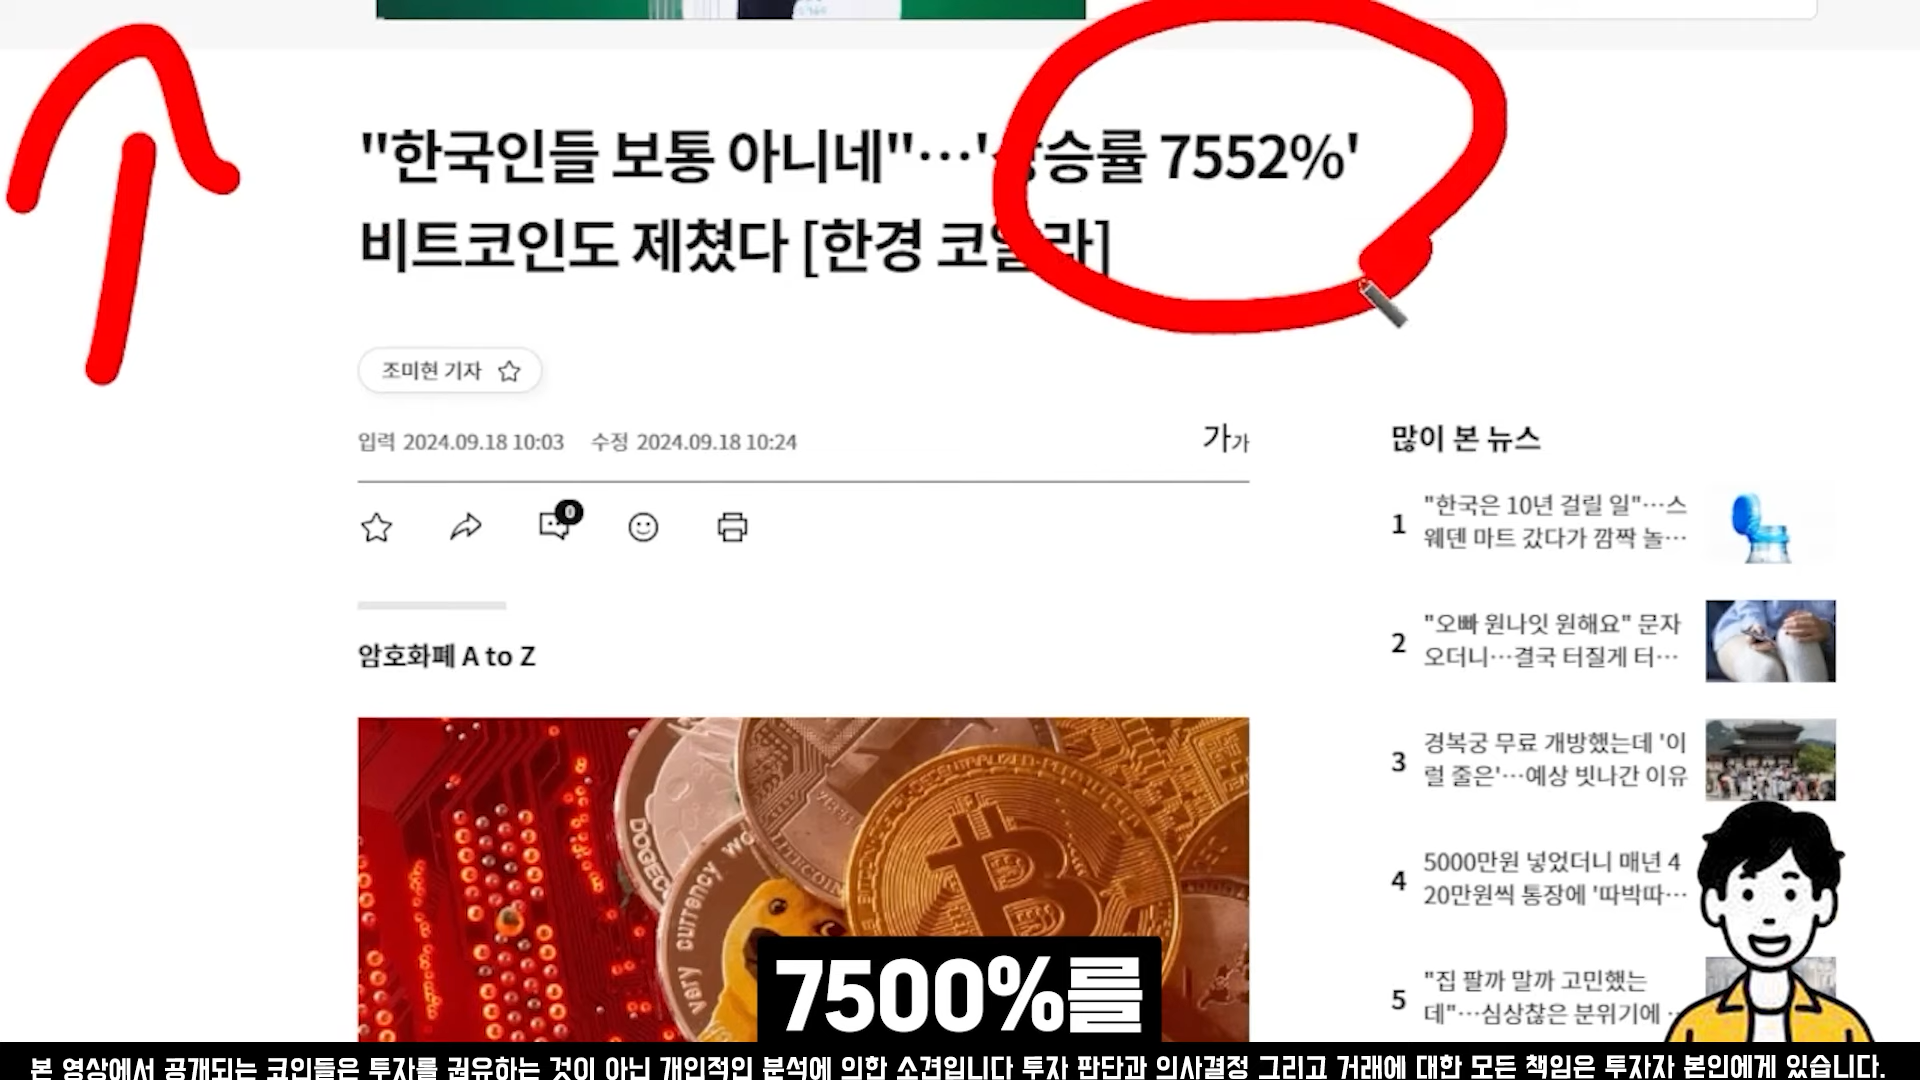 "한국인들 보통 아니네"…'상승률 7552%'
비트코인도 제쳤다 [한경 코알라]
조미현 기자
입력 2024.09.18 10:03 수정 2024.09.18 10:24
가가
0
암호화폐 A to Z
많이 본 뉴스
1 "한국은 10년 걸릴 일"…스
웨덴 마트 갔다가 깜짝 놀…
2 "오빠 원나잇 원해요" 문자
오더니…결국 터질게 터…
3 경복궁 무료 개방했는데 '이
럴 줄은'…예상 빗나간 이유
4 5000만원 넣었더니 매년 4
20만원씩 통장에 '따박따…
5 "집 팔까 말까 고민했는
데"…심상찮은 분위기에…
DOGEC
very currency wo
LITECOIN
DECENTRALIZED
7500%를
본 영상에서 공개되는 코인들은 투자를 권유하는 것이 아닌 개인적인 분석에 의한 소견입니다 투자 판단과 의사결정 그리고 거래에 대한 모든 책임은 투자자 본인에게 있습니다.